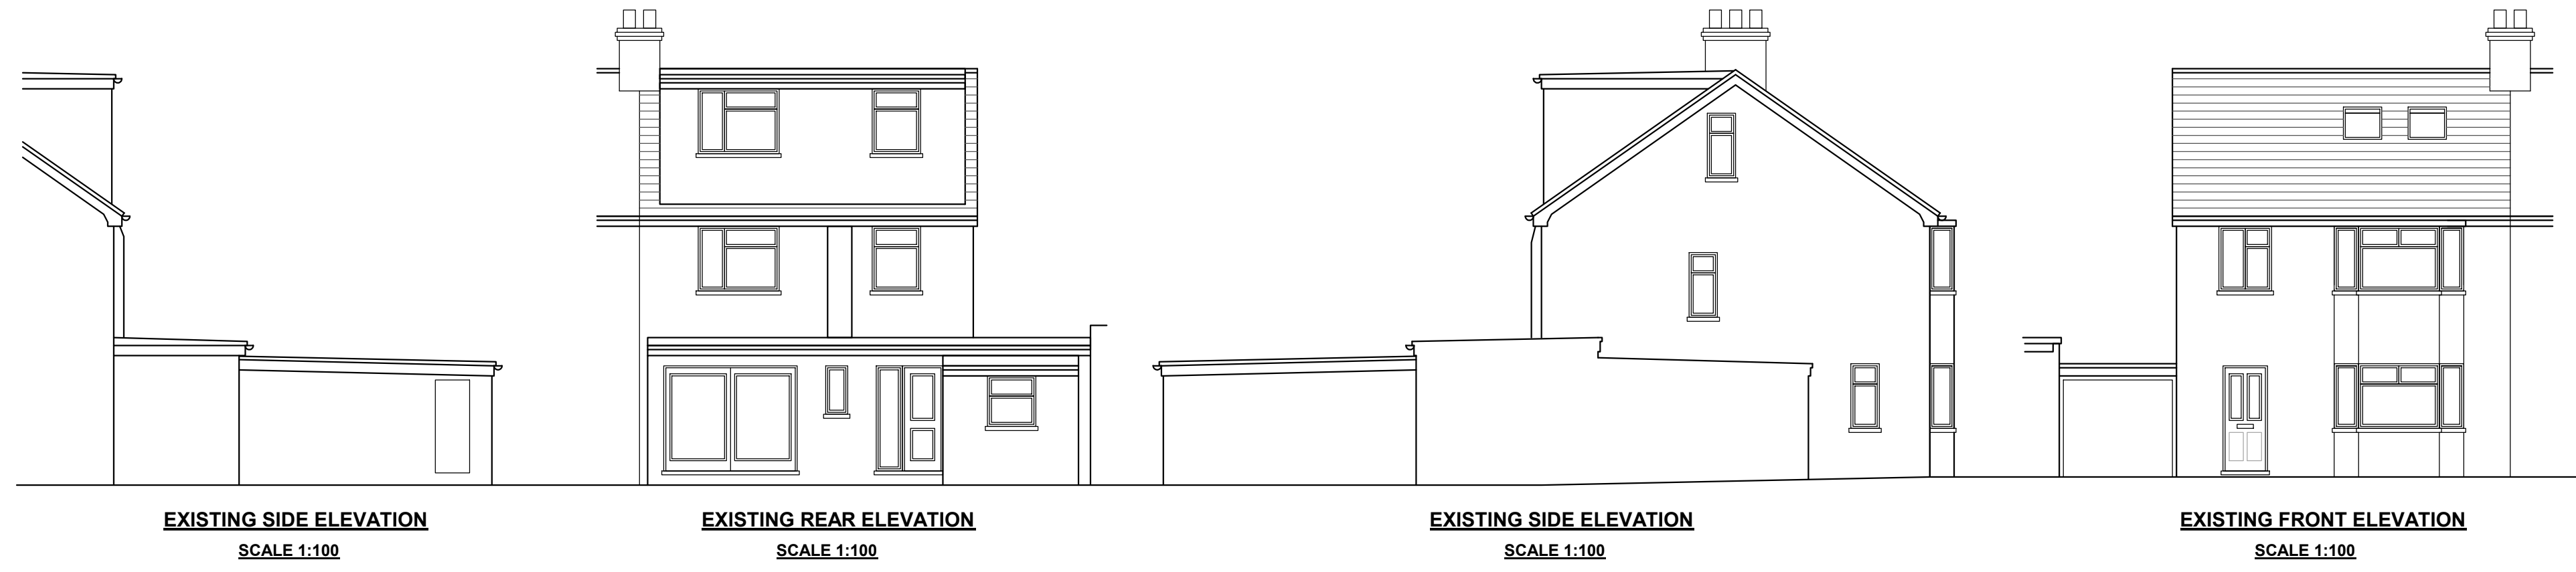 EXISTING SIDE ELEVATION
SCALE 1:100
EXISTING REAR ELEVATION
SCALE 1:100
EXISTING SIDE ELEVATION
SCALE 1:100
EXISTING FRONT ELEVATION
SCALE 1:100